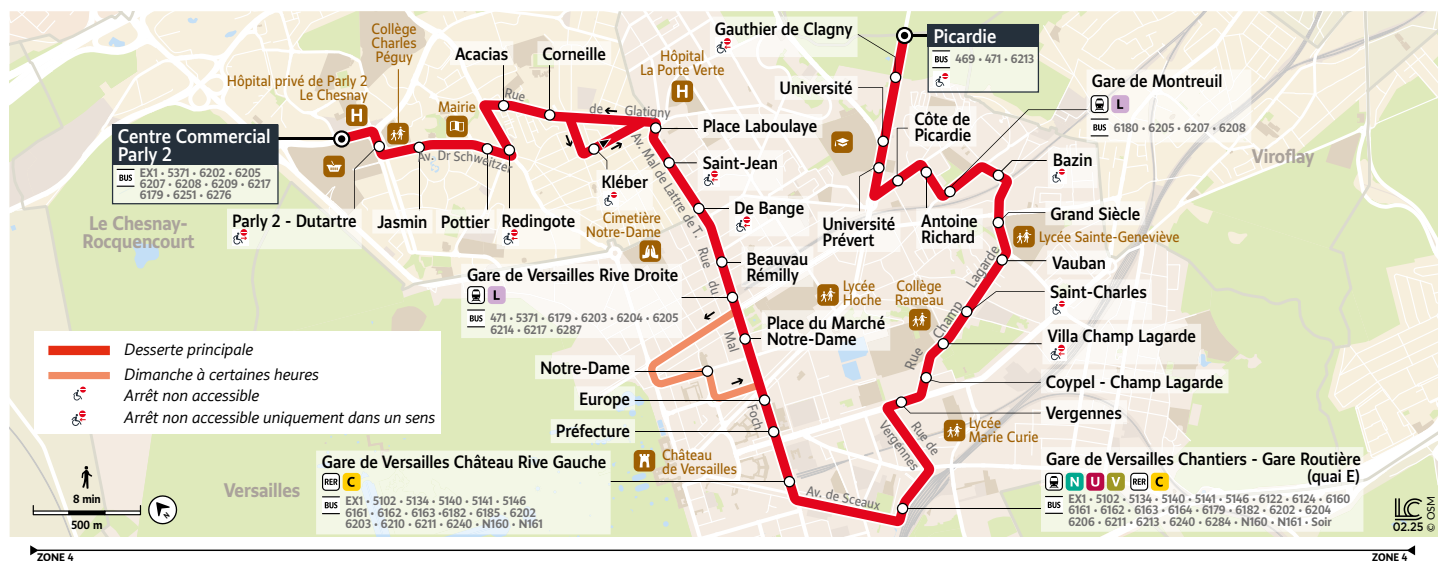 Collège
Charles
Péguy
Acacias
Corneille
Gauthier de Clagny
Picardie
BUS 469 • 471 • 6213
Hôpital privé de Parly 2
Le Chesnay
H
Mairie
Rue
de
Glatigny
Hôpital
La Porte Verte
H
Université
Gare de Montreuil
L
BUS 6180 • 6205 • 6207 • 6208
Centre Commercial
Parly 2
BUS EX1 • 5371 • 6202 • 6205
6207 • 6208 • 6209 • 6217
6179 • 6251 • 6276
Av. Dr Schweitzer
Place Laboulaye
Côte de
Picardie
Bazin
Viroflay
Kléber
Av. Mal de Lattre de T.
Saint-Jean
Le Chesnay-
Rocquencourt
Parly 2 - Dutartre
Jasmin
Pottier
Redingote
Cimetière
Notre-Dame
De Bange
Université
Prévert
Antoine
Richard
Grand Siècle
Lycée Sainte-Geneviève
Gare de Versailles Rive Droite
L
BUS 471 • 5371 • 6179 • 6203 • 6204 • 6205
6214 • 6217 • 6287
Rue du
Mal
Foch
Beauvau
Rémilly
Lycée
Hoche
Collège
Rameau
Rue Champ Lagarde
Vauban
Saint-Charles
Place du Marché
Notre-Dame
Villa Champ Lagarde
Desserte principale
Dimanche à certaines heures
Arrêt non accessible
Arrêt non accessible uniquement dans un sens
Notre-Dame
Europe
Préfecture
Coypel - Champ Lagarde
Vergennes
Lycée
Marie Curie
Rue de
Vergennes
Château
de Versailles
Gare de Versailles Château Rive Gauche
RER C
BUS EX1 • 5102 • 5134 • 5140 • 5141 • 5146
6161 • 6162 • 6163 •6182 • 6185 • 6202
6203 • 6210 • 6211 • 6240 • N160 • N161
Av. de Sceaux
Gare de Versailles Chantiers - Gare Routière
(quai E)
N U V RER C
BUS EX1 • 5102 • 5134 • 5140 • 5141 • 5146 • 6122 • 6124 • 6160
6161 • 6162 • 6163 • 6164 • 6179 • 6182 • 6202 • 6204
6206 • 6211 • 6213 • 6240 • 6284 • N160 • N161 • Soir
Versailles
8 min
500 m
LC
02.25 © OSM
ZONE 4
ZONE 4